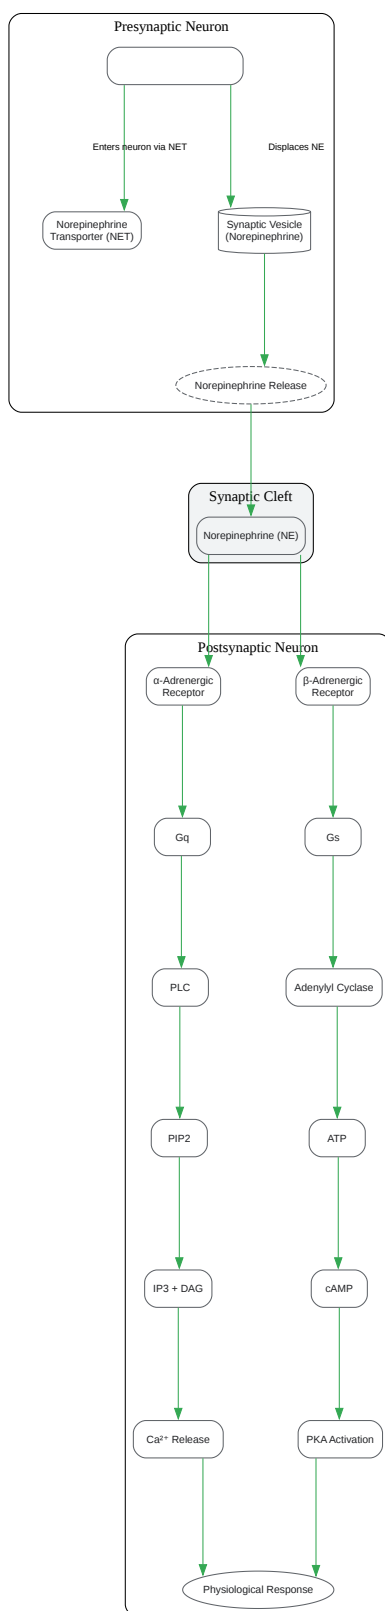 Presynaptic Neuron
Enters neuron via NET
Displaces NE
Norepinephrine
Transporter (NET)
Synaptic Vesicle
(Norepinephrine)
Norepinephrine Release
Synaptic Cleft
Norepinephrine (NE)
Postsynaptic Neuron
α-Adrenergic
Receptor
β-Adrenergic
Receptor
Gq
Gs
PLC
Adenylyl Cyclase
PIP2
ATP
IP3 + DAG
cAMP
Ca²⁺ Release
PKA Activation
Physiological Response